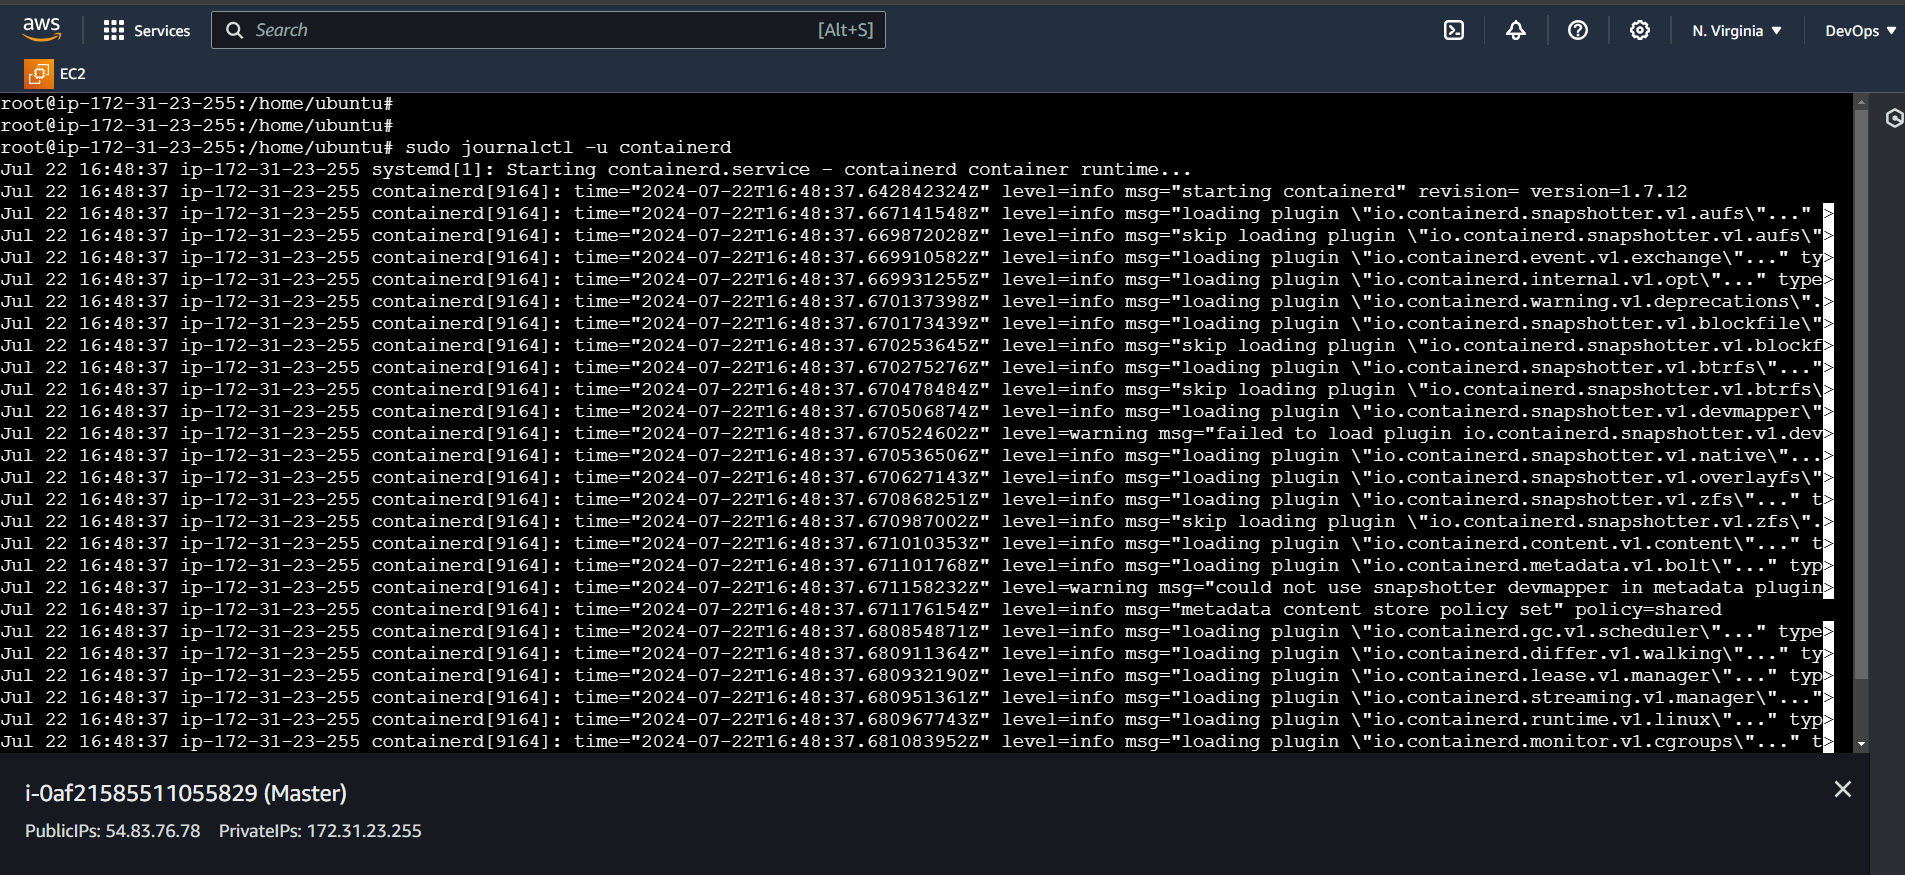 aws Services Search [Alt+S] N. Virginia DevOps
EC2
root@ip-172-31-23-255:/home/ubuntu#
root@ip-172-31-23-255:/home/ubuntu#
root@ip-172-31-23-255:/home/ubuntu# sudo journalctl -u containerd
Jul 22 16:48:37 ip-172-31-23-255 systemd[1]: Starting containerd.service - containerd container runtime...
Jul 22 16:48:37 ip-172-31-23-255 containerd[9164]: time="2024-07-22T16:48:37.642842324Z" level=info msg="starting containerd" revision= version=1.7.12
Jul 22 16:48:37 ip-172-31-23-255 containerd[9164]: time="2024-07-22T16:48:37.667141548Z" level=info msg="loading plugin \"io.containerd.snapshotter.v1.aufs\"..." >
Jul 22 16:48:37 ip-172-31-23-255 containerd[9164]: time="2024-07-22T16:48:37.669872028Z" level=info msg="skip loading plugin \"io.containerd.snapshotter.v1.aufs\">
Jul 22 16:48:37 ip-172-31-23-255 containerd[9164]: time="2024-07-22T16:48:37.669910582Z" level=info msg="loading plugin \"io.containerd.event.v1.exchange\"..." ty>
Jul 22 16:48:37 ip-172-31-23-255 containerd[9164]: time="2024-07-22T16:48:37.669931255Z" level=info msg="loading plugin \"io.containerd.internal.v1.opt\"..." type>
Jul 22 16:48:37 ip-172-31-23-255 containerd[9164]: time="2024-07-22T16:48:37.670137398Z" level=info msg="loading plugin \"io.containerd.warning.v1.deprecations\".>
Jul 22 16:48:37 ip-172-31-23-255 containerd[9164]: time="2024-07-22T16:48:37.670173439Z" level=info msg="loading plugin \"io.containerd.snapshotter.v1.blockfile\">
Jul 22 16:48:37 ip-172-31-23-255 containerd[9164]: time="2024-07-22T16:48:37.670253645Z" level=info msg="skip loading plugin \"io.containerd.snapshotter.v1.blockf>
Jul 22 16:48:37 ip-172-31-23-255 containerd[9164]: time="2024-07-22T16:48:37.670275276Z" level=info msg="loading plugin \"io.containerd.snapshotter.v1.btrfs\"...">
Jul 22 16:48:37 ip-172-31-23-255 containerd[9164]: time="2024-07-22T16:48:37.670478484Z" level=info msg="skip loading plugin \"io.containerd.snapshotter.v1.btrfs\>
Jul 22 16:48:37 ip-172-31-23-255 containerd[9164]: time="2024-07-22T16:48:37.670506874Z" level=info msg="loading plugin \"io.containerd.snapshotter.v1.devmapper\">
Jul 22 16:48:37 ip-172-31-23-255 containerd[9164]: time="2024-07-22T16:48:37.670524602Z" level=warning msg="failed to load plugin io.containerd.snapshotter.v1.dev>
Jul 22 16:48:37 ip-172-31-23-255 containerd[9164]: time="2024-07-22T16:48:37.670536506Z" level=info msg="loading plugin \"io.containerd.snapshotter.v1.native\"...>
Jul 22 16:48:37 ip-172-31-23-255 containerd[9164]: time="2024-07-22T16:48:37.670627143Z" level=info msg="loading plugin \"io.containerd.snapshotter.v1.overlayfs\">
Jul 22 16:48:37 ip-172-31-23-255 containerd[9164]: time="2024-07-22T16:48:37.670868251Z" level=info msg="loading plugin \"io.containerd.snapshotter.v1.zfs\"..." t>
Jul 22 16:48:37 ip-172-31-23-255 containerd[9164]: time="2024-07-22T16:48:37.670987002Z" level=info msg="skip loading plugin \"io.containerd.snapshotter.v1.zfs\".>
Jul 22 16:48:37 ip-172-31-23-255 containerd[9164]: time="2024-07-22T16:48:37.671010353Z" level=info msg="loading plugin \"io.containerd.content.v1.content\"..." t>
Jul 22 16:48:37 ip-172-31-23-255 containerd[9164]: time="2024-07-22T16:48:37.671101768Z" level=info msg="loading plugin \"io.containerd.metadata.v1.bolt\"..." typ>
Jul 22 16:48:37 ip-172-31-23-255 containerd[9164]: time="2024-07-22T16:48:37.671158232Z" level=warning msg="could not use snapshotter devmapper in metadata plugin>
Jul 22 16:48:37 ip-172-31-23-255 containerd[9164]: time="2024-07-22T16:48:37.671176154Z" level=info msg="metadata content store policy set" policy=shared
Jul 22 16:48:37 ip-172-31-23-255 containerd[9164]: time="2024-07-22T16:48:37.680854871Z" level=info msg="loading plugin \"io.containerd.gc.v1.scheduler\"..." type>
Jul 22 16:48:37 ip-172-31-23-255 containerd[9164]: time="2024-07-22T16:48:37.680911364Z" level=info msg="loading plugin \"io.containerd.differ.v1.walking\"..." ty>
Jul 22 16:48:37 ip-172-31-23-255 containerd[9164]: time="2024-07-22T16:48:37.680932190Z" level=info msg="loading plugin \"io.containerd.lease.v1.manager\"..." typ>
Jul 22 16:48:37 ip-172-31-23-255 containerd[9164]: time="2024-07-22T16:48:37.680951361Z" level=info msg="loading plugin \"io.containerd.streaming.v1.manager\"...">
Jul 22 16:48:37 ip-172-31-23-255 containerd[9164]: time="2024-07-22T16:48:37.680967743Z" level=info msg="loading plugin \"io.containerd.runtime.v1.linux\"..." typ>
Jul 22 16:48:37 ip-172-31-23-255 containerd[9164]: time="2024-07-22T16:48:37.681083952Z" level=info msg="loading plugin \"io.containerd.monitor.v1.cgroups\"..." t>
i-0af21585511055829 (Master)
PublicIPs: 54.83.76.78 PrivateIPs: 172.31.23.255